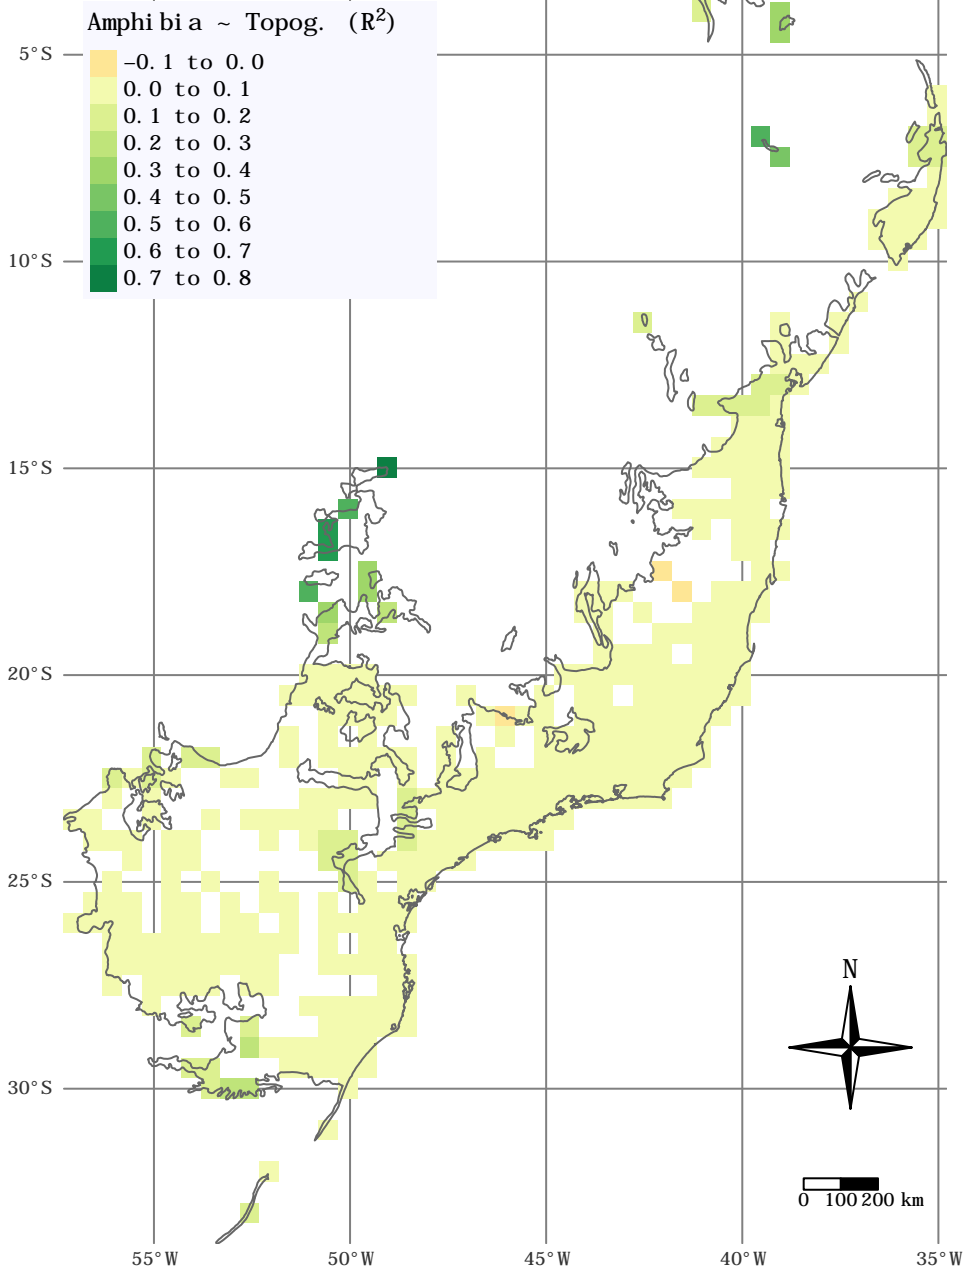 Amphibia ~ Topog. (R²)
−0.1 to 0.0
0.0 to 0.1
0.1 to 0.2
0.2 to 0.3
0.3 to 0.4
0.4 to 0.5
0.5 to 0.6
0.6 to 0.7
0.7 to 0.8
5°S
10°S
15°S
20°S
25°S
30°S
N
0 100 200 km
55°W 50°W 45°W 40°W 35°W